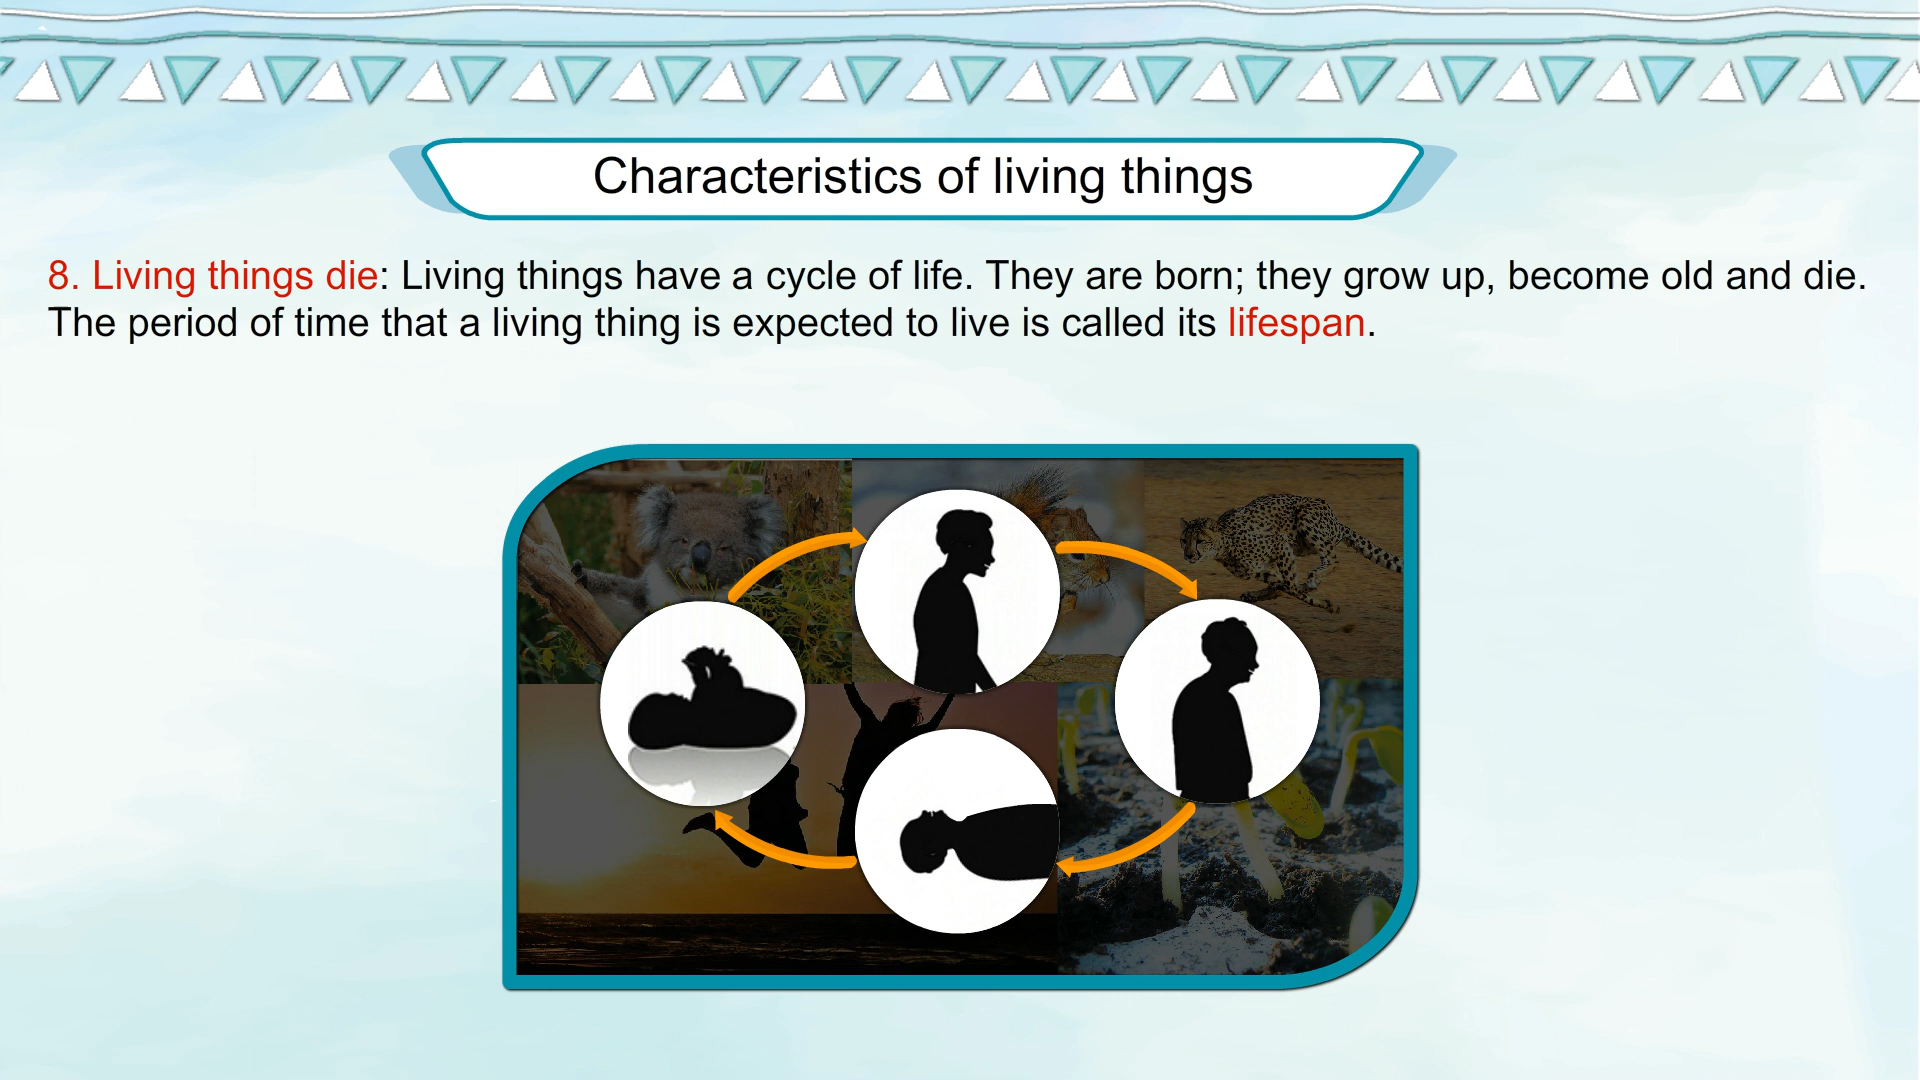 Characteristics of living things
8. Living things die: Living things have a cycle of life. They are born; they grow up, become old and die.
The period of time that a living thing is expected to live is called its lifespan.